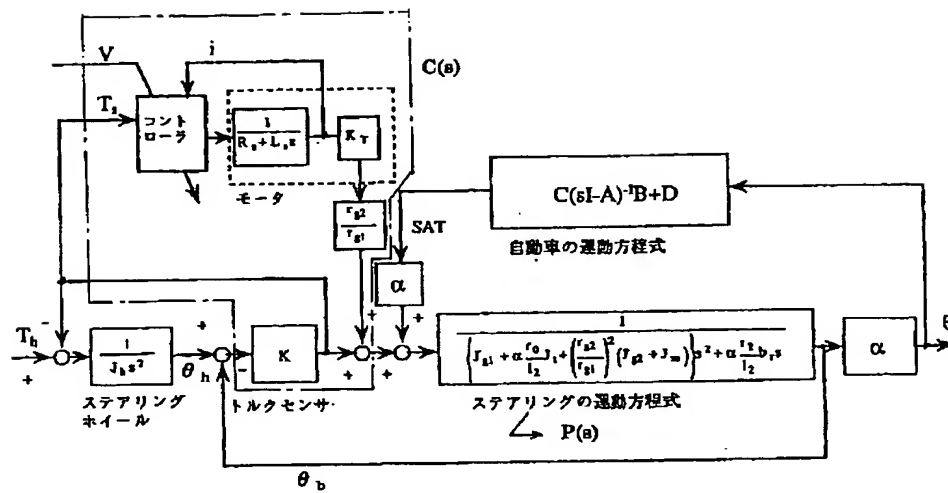 V
i
C(s)
T_s
コント
ローラ
1
R_a+L_a s
K_T
モータ
r_g2
r_g1
SAT
α
C(sI-A)^-1 B+D
自動車の運動方程式
T_h
1
J_h s^2
θ_h
K
1
α
ステアリング
ホイール
トルクセンサ
ステアリングの運動方程式
P(s)
θ_b